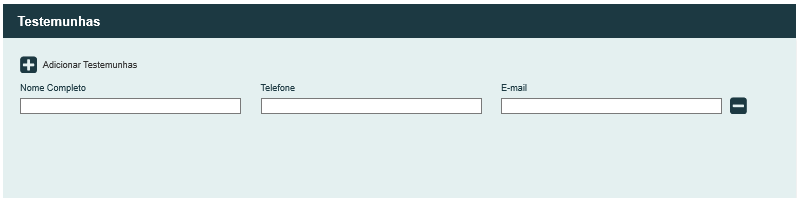 Testemunhas
Adicionar Testemunhas
Nome Completo Telefone E-mail